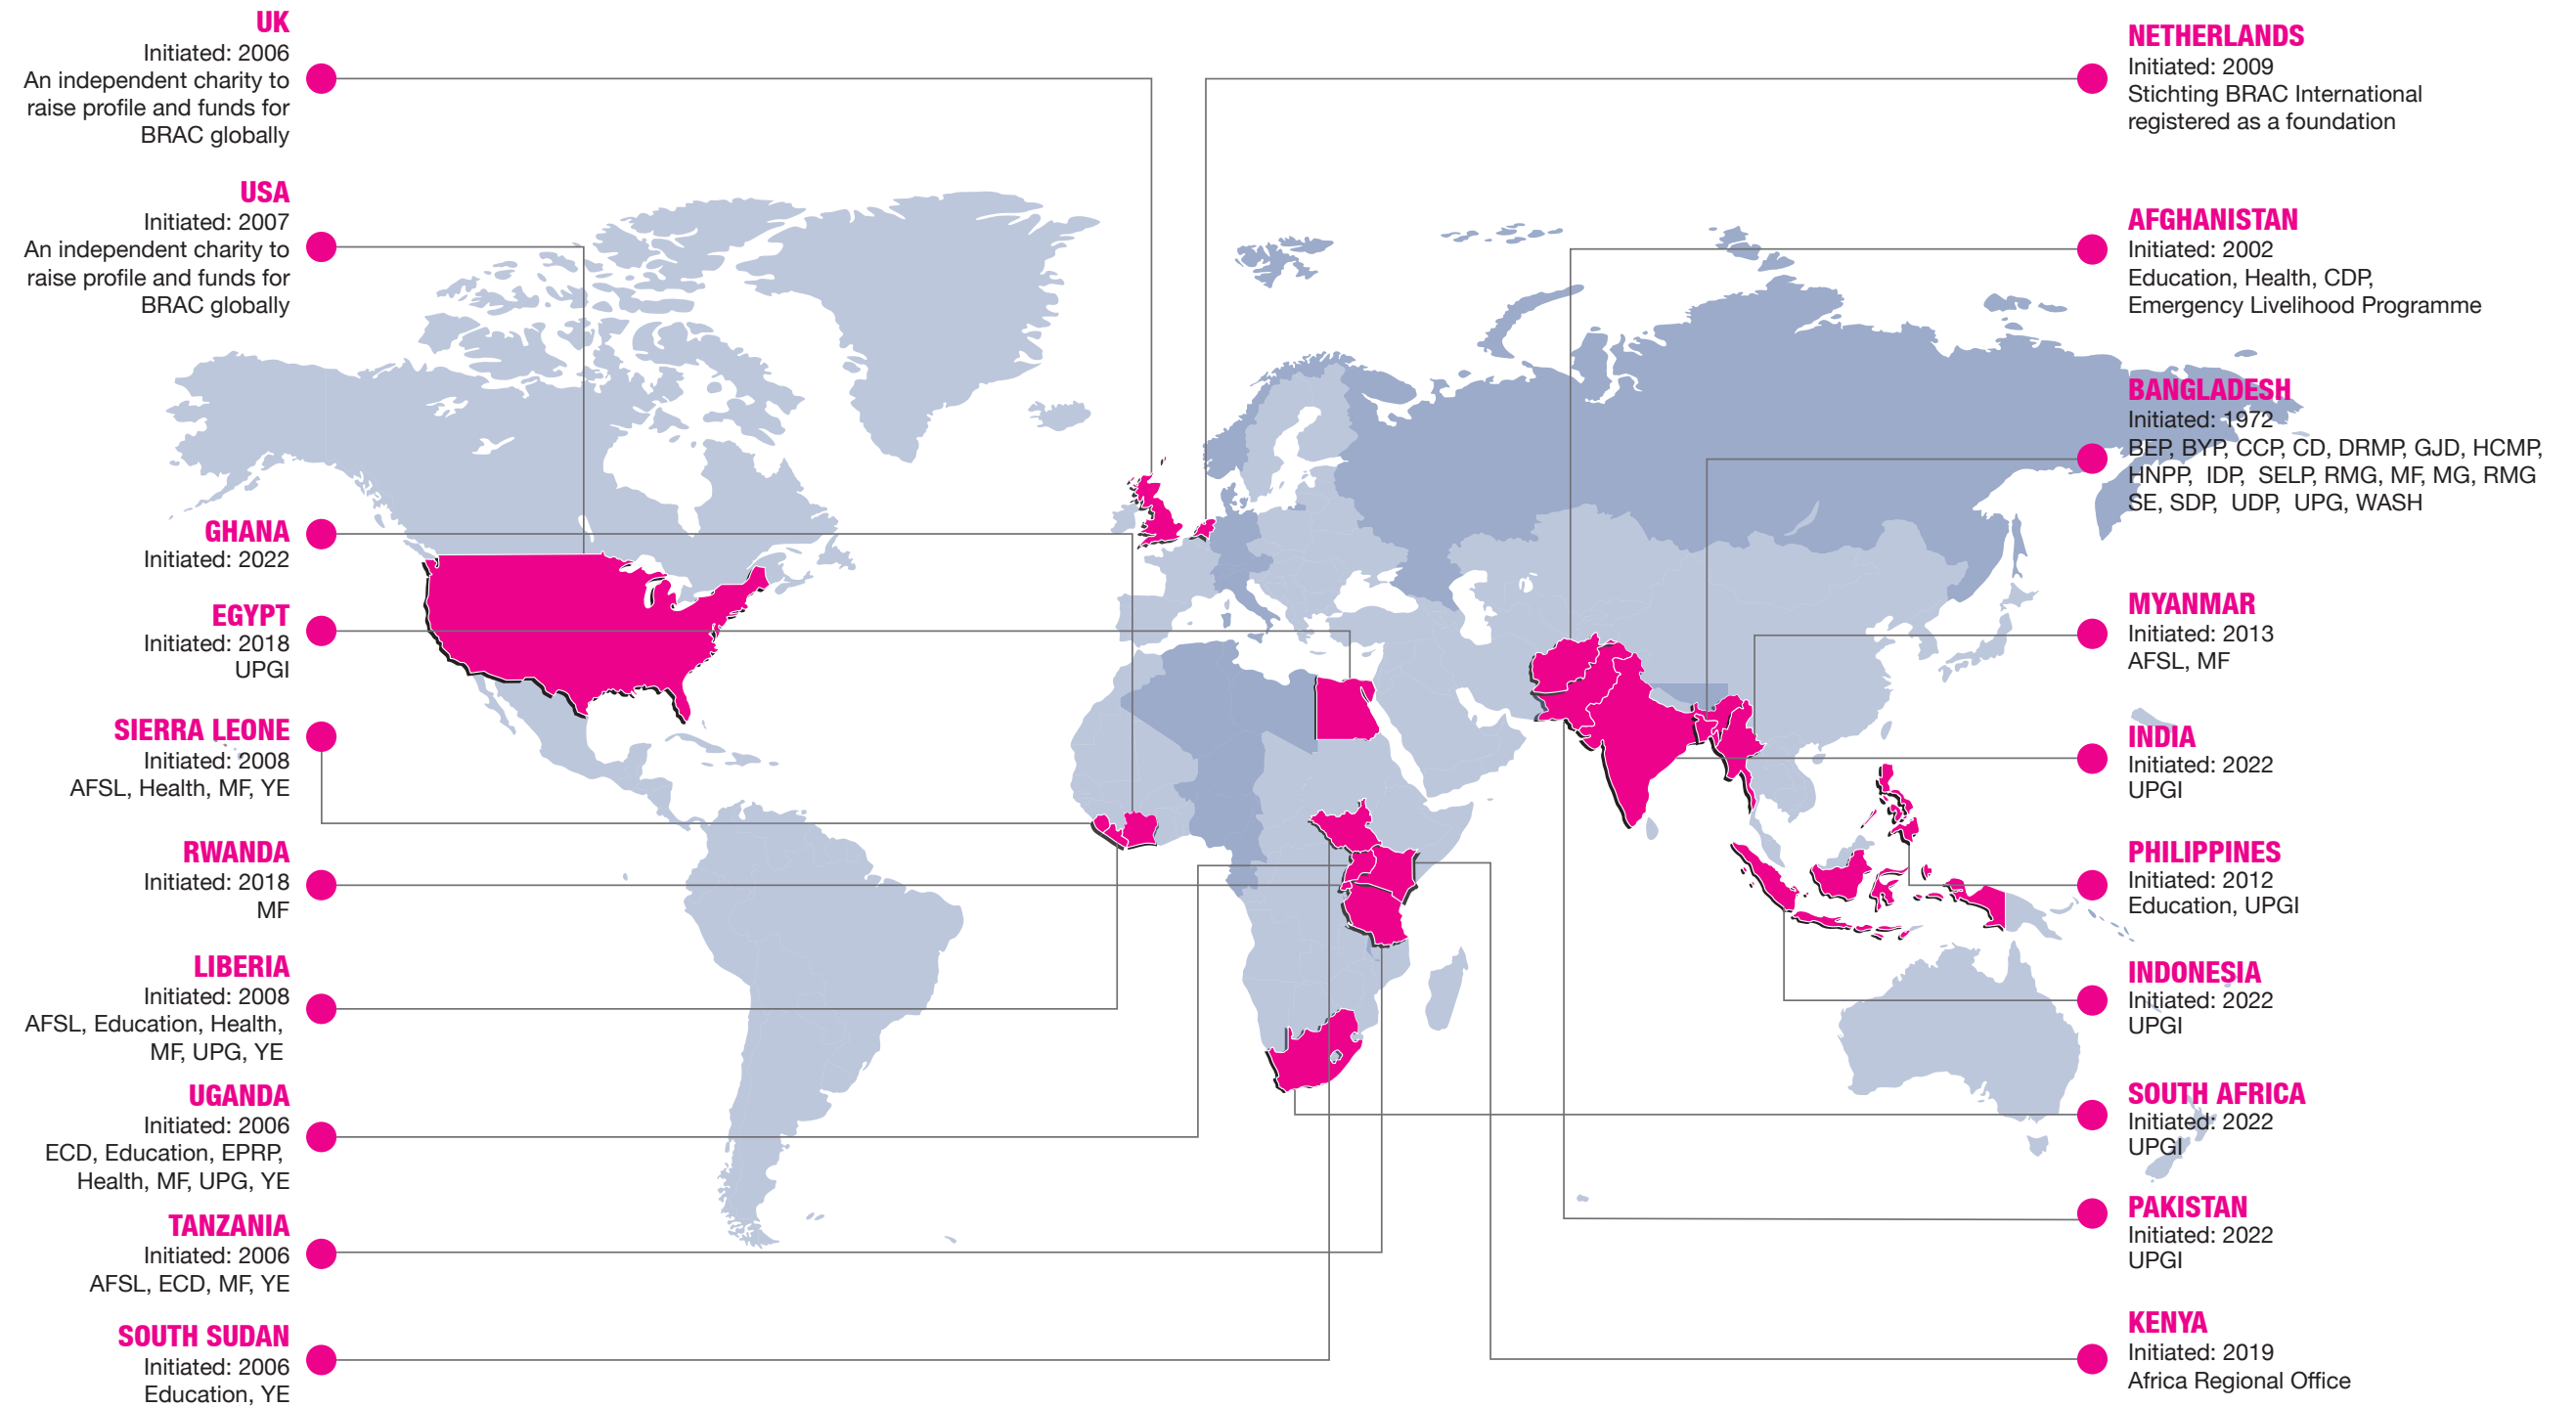 UK
Initiated: 2006
An independent charity to
raise profile and funds for
BRAC globally
USA
Initiated: 2007
An independent charity to
raise profile and funds for
BRAC globally
GHANA
Initiated: 2022
EGYPT
Initiated: 2018
UPGI
SIERRA LEONE
Initiated: 2008
AFSL, Health, MF, YE
RWANDA
Initiated: 2018
MF
LIBERIA
Initiated: 2008
AFSL, Education, Health,
MF, UPG, YE
UGANDA
Initiated: 2006
ECD, Education, EPRP,
Health, MF, UPG, YE
TANZANIA
Initiated: 2006
AFSL, ECD, MF, YE
SOUTH SUDAN
Initiated: 2006
Education, YE
NETHERLANDS
Initiated: 2009
Stichting BRAC International
registered as a foundation
AFGHANISTAN
Initiated: 2002
Education, Health, CDP,
Emergency Livelihood Programme
BANGLADESH
Initiated: 1972
BEP, BYP, CCP, CD, DRMP, GJD, HCMP,
HNPP, IDP, SELP, RMG, MF, MG, RMG
SE, SDP, UDP, UPG, WASH
MYANMAR
Initiated: 2013
AFSL, MF
INDIA
Initiated: 2022
UPGI
PHILIPPINES
Initiated: 2012
Education, UPGI
INDONESIA
Initiated: 2022
UPGI
SOUTH AFRICA
Initiated: 2022
UPGI
PAKISTAN
Initiated: 2022
UPGI
KENYA
Initiated: 2019
Africa Regional Office